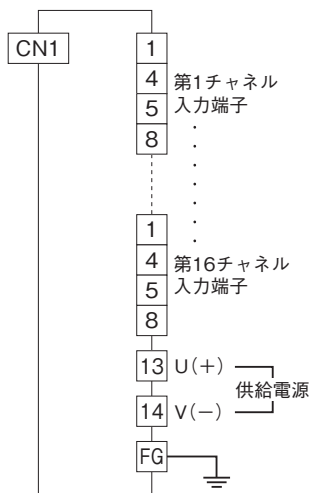 CN1
1
4
5
8
第1チャネル
入力端子
1
4
5
8
第16チャネル
入力端子
13 U(+)
供給電源
14 V(−)
FG